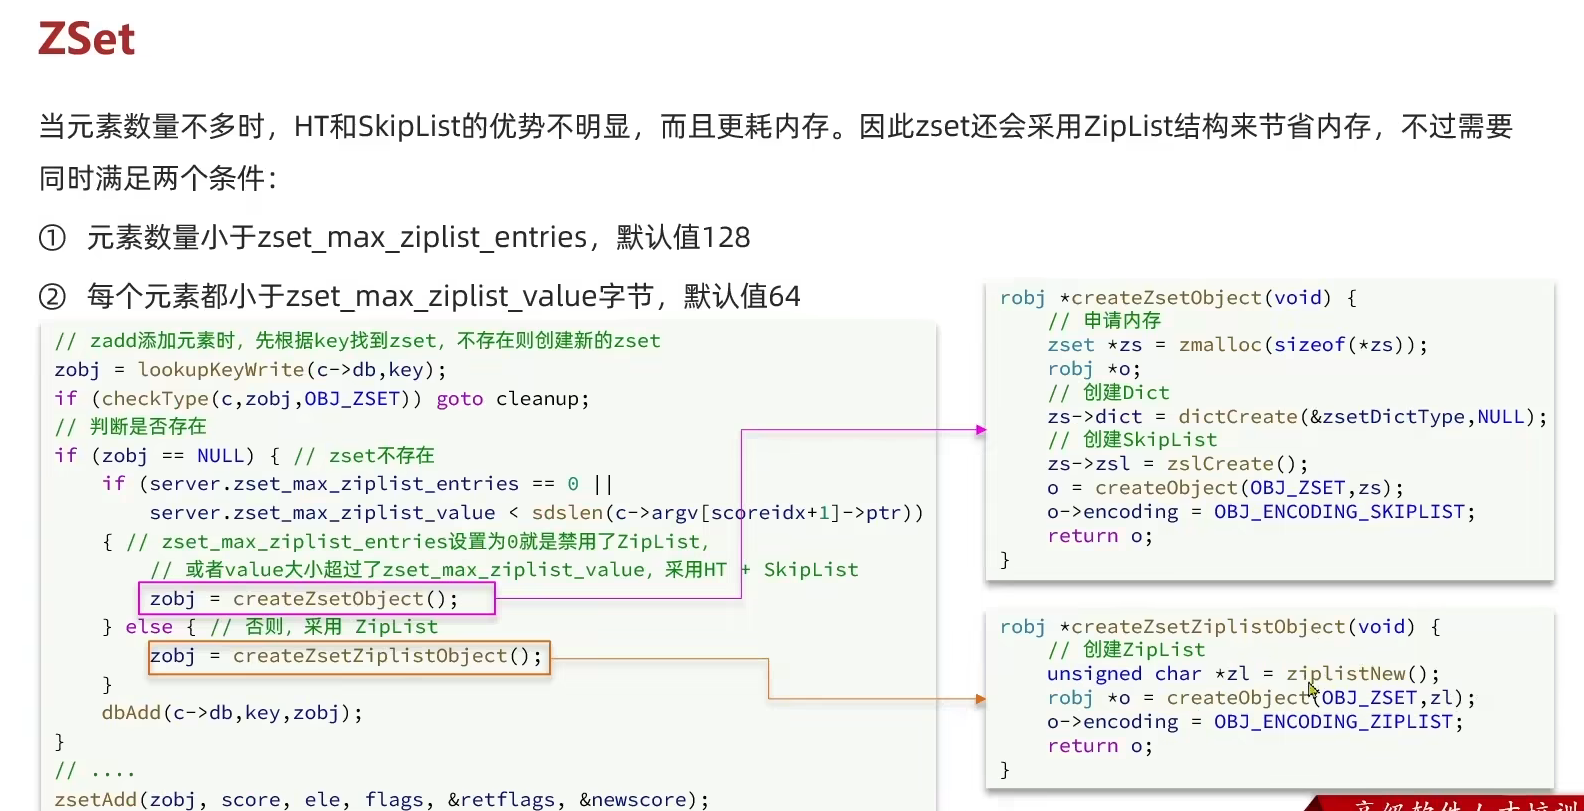 ZSet
当元素数量不多时，HT和SkipList的优势不明显，而且更耗内存。因此zset还会采用ZipList结构来节省内存，不过需要
同时满足两个条件：
① 元素数量小于zset_max_ziplist_entries，默认值128
② 每个元素都小于zset_max_ziplist_value字节，默认值64
// zadd添加元素时，先根据key找到zset，不存在则创建新的zset
zobj = lookupKeyWrite(c->db,key);
if (checkType(c,zobj,OBJ_ZSET)) goto cleanup;
// 判断是否存在
if (zobj == NULL) { // zset不存在
    if (server.zset_max_ziplist_entries == 0 ||
        server.zset_max_ziplist_value < sdslen(c->argv[scoreidx+1]->ptr))
    { // zset_max_ziplist_entries设置为0就是禁用了ZipList，
        // 或者value大小超过了zset_max_ziplist_value，采用HT + SkipList
        zobj = createZsetObject();
    } else { // 否则，采用 ZipList
        zobj = createZsetZiplistObject();
    }
    dbAdd(c->db,key,zobj);
}
// ....
zsetAdd(zobj, score, ele, flags, &retflags, &newscore);
robj *createZsetObject(void) {
    // 申请内存
    zset *zs = zmalloc(sizeof(*zs));
    robj *o;
    // 创建Dict
    zs->dict = dictCreate(&zsetDictType,NULL);
    // 创建SkipList
    zs->zsl = zslCreate();
    o = createObject(OBJ_ZSET,zs);
    o->encoding = OBJ_ENCODING_SKIPLIST;
    return o;
}
robj *createZsetZiplistObject(void) {
    // 创建ZipList
    unsigned char *zl = ziplistNew();
    robj *o = createObject(OBJ_ZSET,zl);
    o->encoding = OBJ_ENCODING_ZIPLIST;
    return o;
}
高级软件人才培训